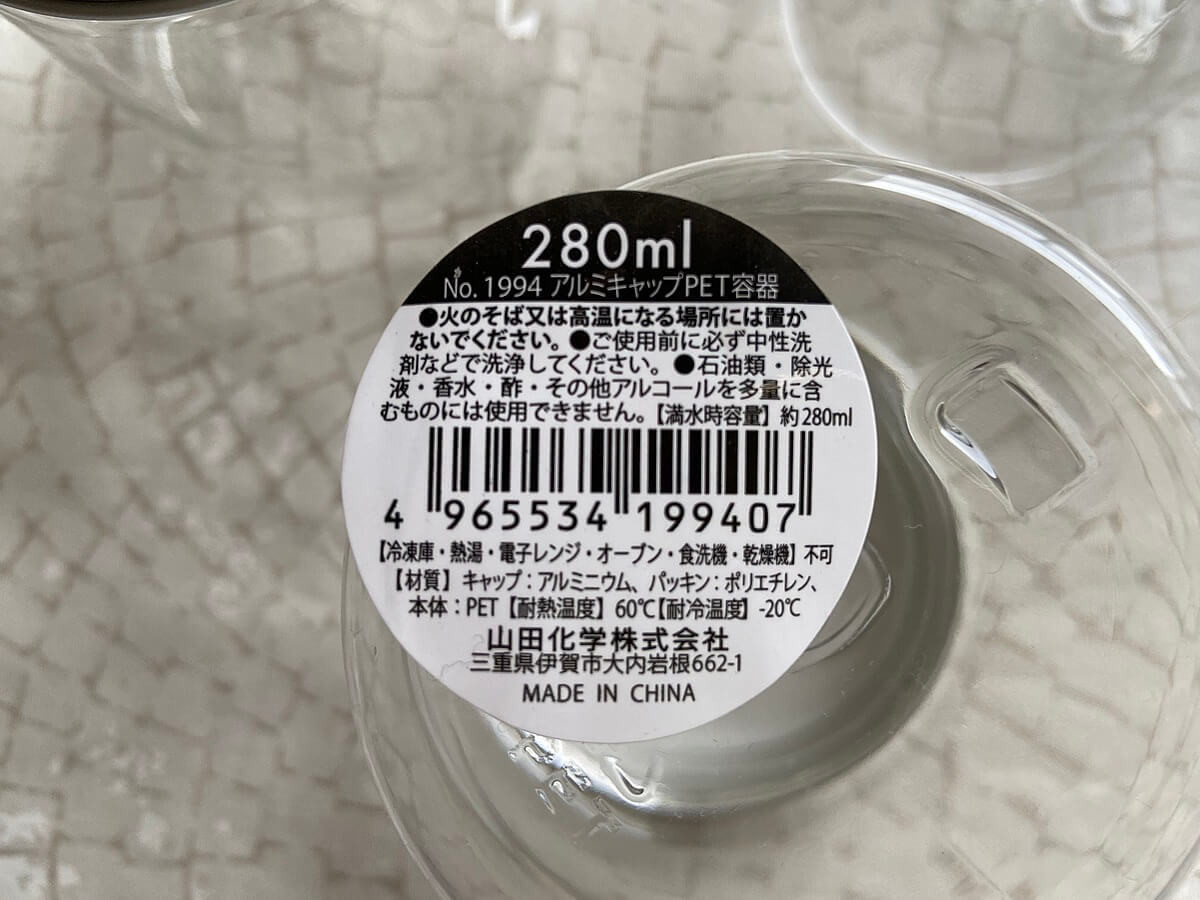 280ml
No. 1994 アルミキャップPET容器
●火のそば又は高温になる場所には置か
ないでください。●ご使用前に必ず中性洗
剤などで洗浄してください。●石油類・除光
液・香水・酢・その他アルコールを多量に含
むものには使用できません。【満水時容量】約280ml
4 965534 199407
【冷凍庫・熱湯・電子レンジ・オーブン・食洗機・乾燥機】不可
【材質】キャップ：アルミニウム、パッキン：ポリエチレン、
本体：PET【耐熱温度】60℃【耐冷温度】-20℃
山田化学株式会社
三重県伊賀市大内岩根662-1
MADE IN CHINA